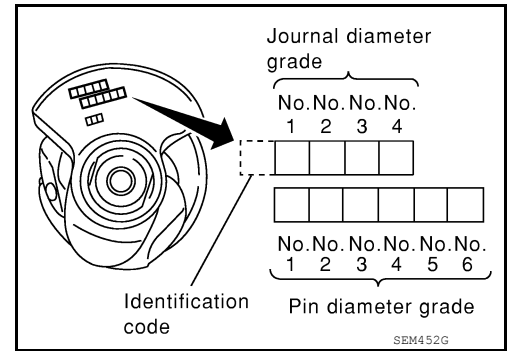 Journal diameter
grade
No. No. No. No.
1 2 3 4
No. No. No. No. No. No.
1 2 3 4 5 6
Identification
code
Pin diameter grade
SEM452G